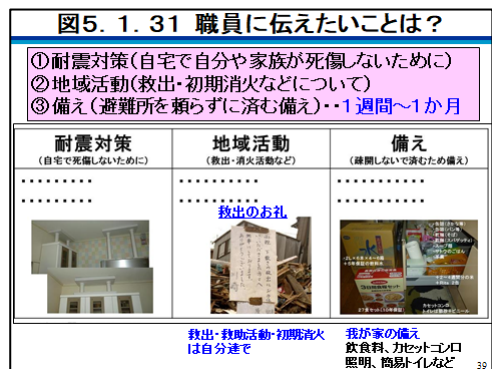 図5.1.31 職員に伝えたいことは?
①耐震対策(自宅で自分や家族が死傷しないために)
②地域活動(救出・初期消火などについて)
③備え(避難所を頼らずに済む備え)・・1週間~1か月
耐震対策
(自宅で死傷しないために)
・・・・・・・・・
・・・・・・・・・
地域活動
(救出・消火活動など)
・・・・・・・・・・
・・・・・・・・・
救出のお礼
救出・救助活動・初期消火
は自分達で
備え
(疎開しないで済むため備え)
・・・・・・・・・・・
・・・・・・・・・・・
カセットコンロ
我が家の備え
飲食料、カセットコンロ
照明、簡易トイレなど
39